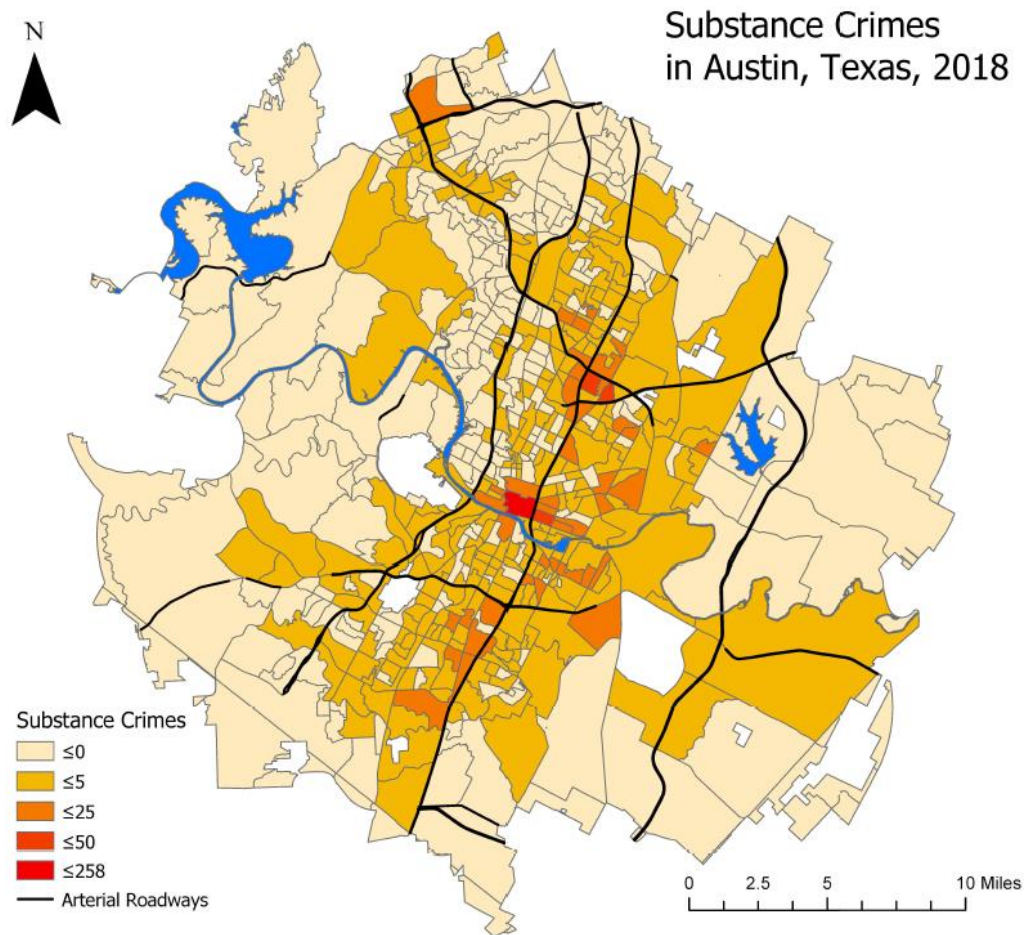 N
Substance Crimes
in Austin, Texas, 2018
Substance Crimes
≤0
≤5
≤25
≤50
≤258
Arterial Roadways
0 2.5 5 10 Miles